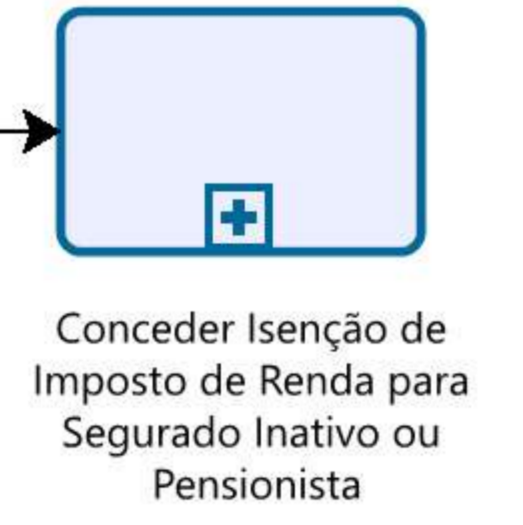 Conceder Isenção de
Imposto de Renda para
Segurado Inativo ou
Pensionista